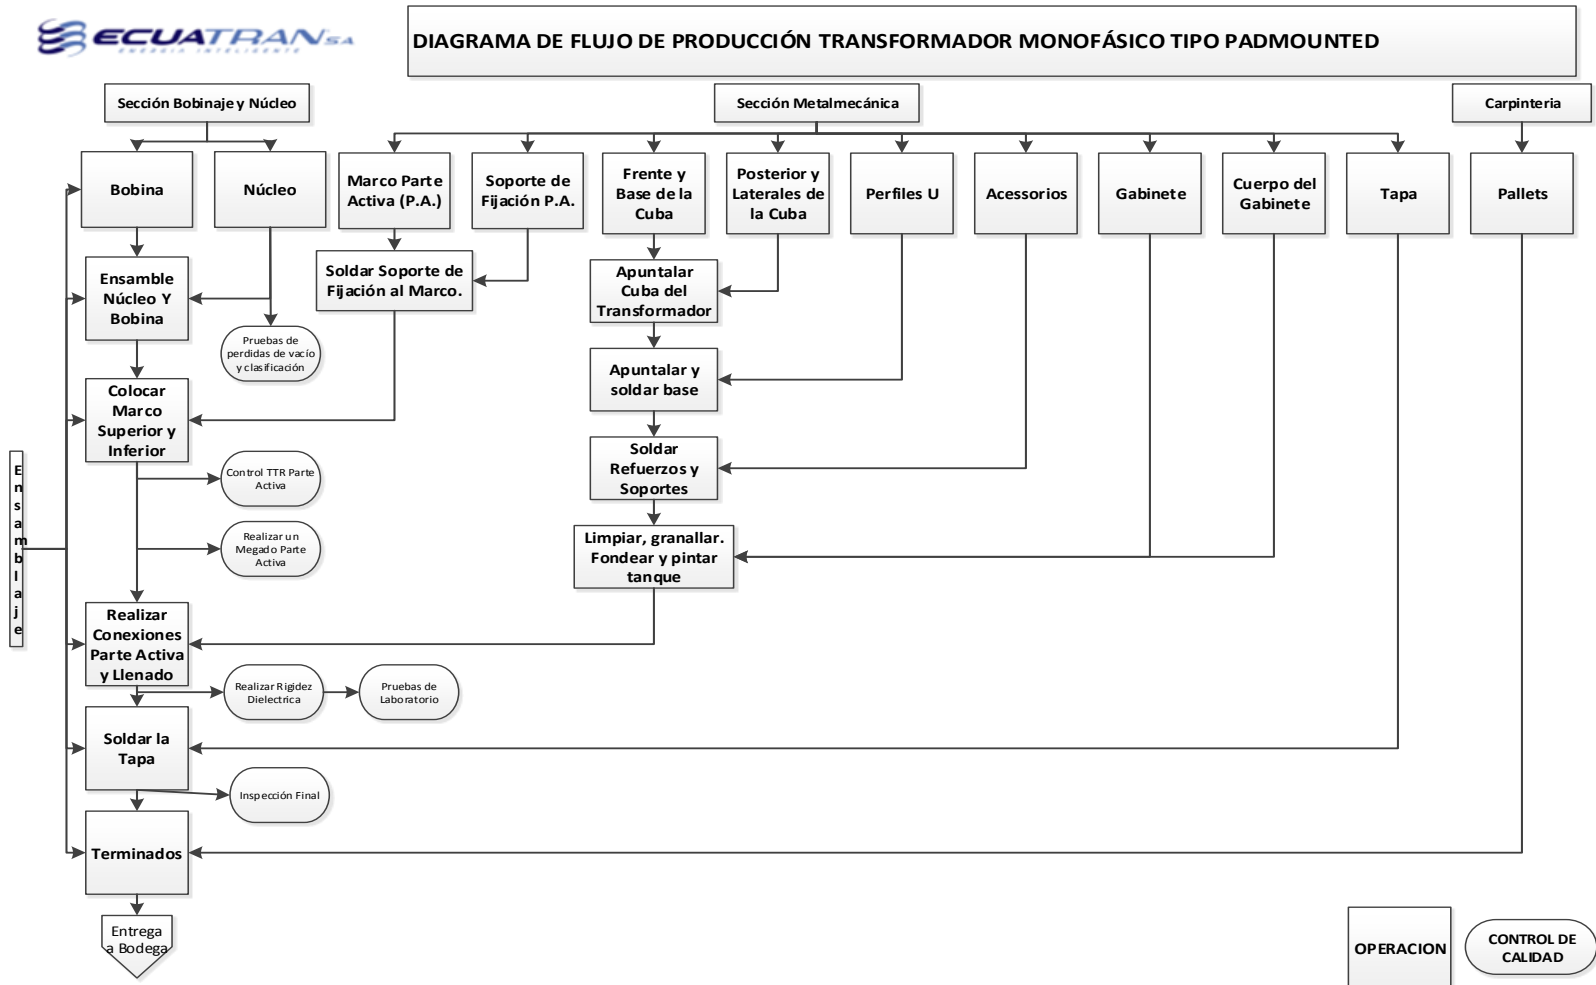 ECUATRAN SA
ENERGÍA INTELIGENTE
DIAGRAMA DE FLUJO DE PRODUCCIÓN TRANSFORMADOR MONOFÁSICO TIPO PADMOUNTED
Sección Bobinaje y Núcleo
Sección Metalmecánica
Carpinteria
Bobina
Núcleo
Marco Parte
Activa (P.A.)
Soporte de
Fijación P.A.
Frente y
Base de la
Cuba
Posterior y
Laterales de
la Cuba
Perfiles U
Acessorios
Gabinete
Cuerpo del
Gabinete
Tapa
Pallets
Ensamble
Núcleo Y
Bobina
Soldar Soporte de
Fijación al Marco.
Apuntalar
Cuba del
Transformador
Pruebas de
perdidas de vacío
y clasificación
Apuntalar y
soldar base
Colocar
Marco
Superior y
Inferior
Soldar
Refuerzos y
Soportes
Control TTR Parte
Activa
Realizar un
Megado Parte
Activa
Limpiar, granallar.
Fondear y pintar
tanque
Ensamblaje
Realizar
Conexiones
Parte Activa
y Llenado
Realizar Rigidez
Dielectrica
Pruebas de
Laboratorio
Soldar la
Tapa
Inspección Final
Terminados
Entrega
a Bodega
OPERACION
CONTROL DE
CALIDAD